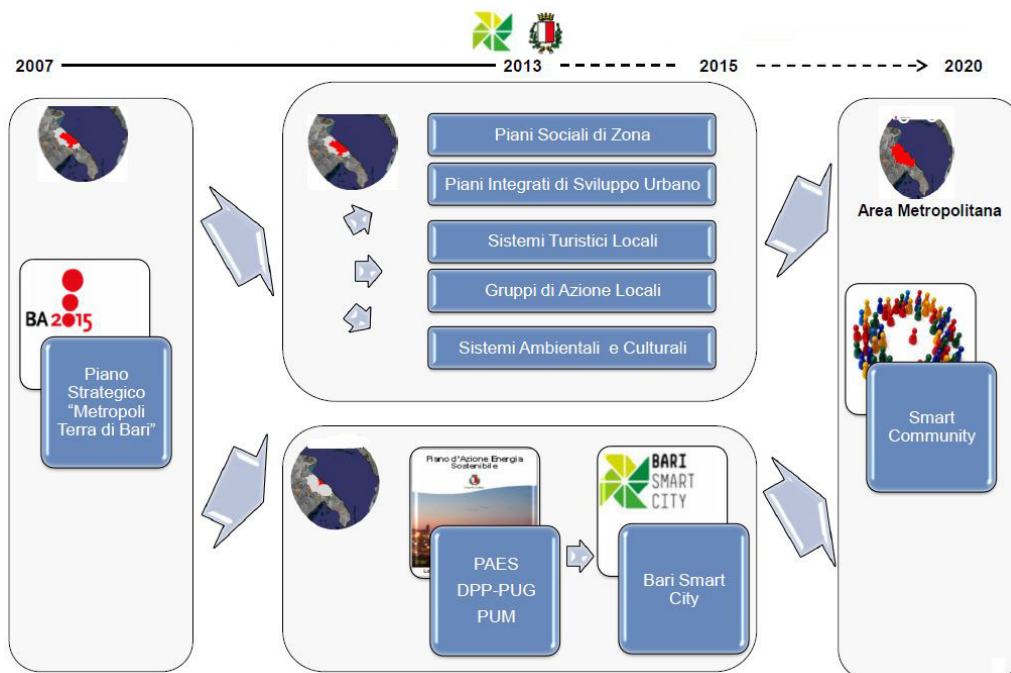 2007
2013
2015
2020
BA2015
Piano
Strategico
“Metropoli
Terra di Bari”
Piani Sociali di Zona
Piani Integrati di Sviluppo Urbano
Sistemi Turistici Locali
Gruppi di Azione Locali
Sistemi Ambientali e Culturali
Piano d'Azione Energia
Sostenibile
PAES
DPP-PUG
PUM
BARI
SMART
CITY
Bari Smart
City
Area Metropolitana
Smart
Community